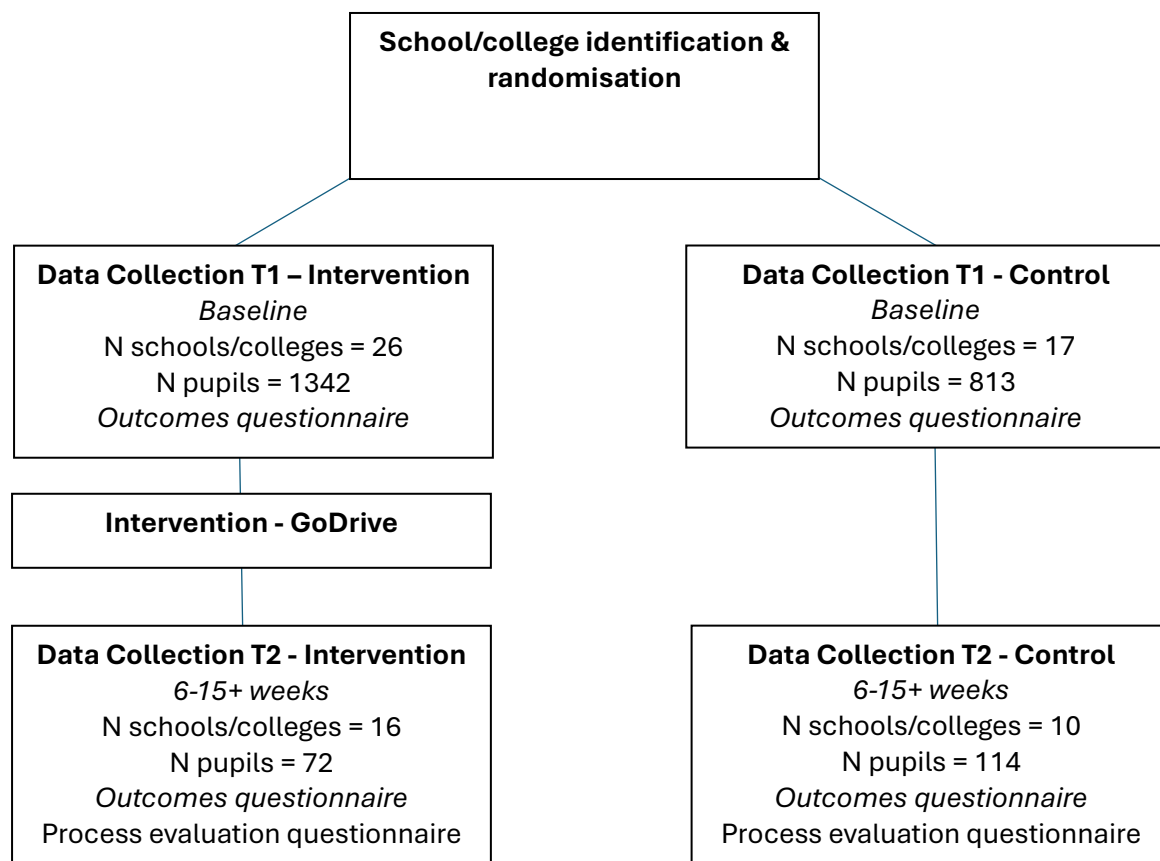 School/college identification &
randomisation
Data Collection T1 – Intervention
Baseline
N schools/colleges = 26
N pupils = 1342
Outcomes questionnaire
Data Collection T1 - Control
Baseline
N schools/colleges = 17
N pupils = 813
Outcomes questionnaire
Intervention - GoDrive
Data Collection T2 - Intervention
6-15+ weeks
N schools/colleges = 16
N pupils = 72
Outcomes questionnaire
Process evaluation questionnaire
Data Collection T2 - Control
6-15+ weeks
N schools/colleges = 10
N pupils = 114
Outcomes questionnaire
Process evaluation questionnaire